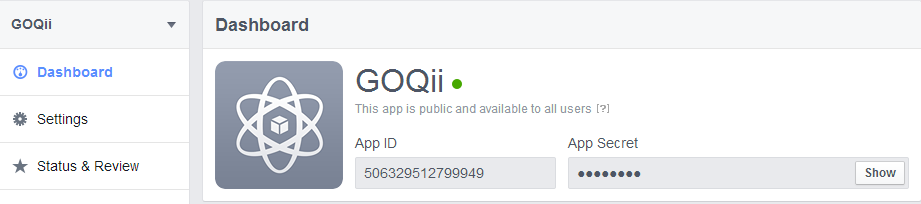 GOQii
Dashboard
Settings
Status & Review
Dashboard
GOQii
This app is public and available to all users [?]
App ID
App Secret
506329512799949
●●●●●●●●
Show